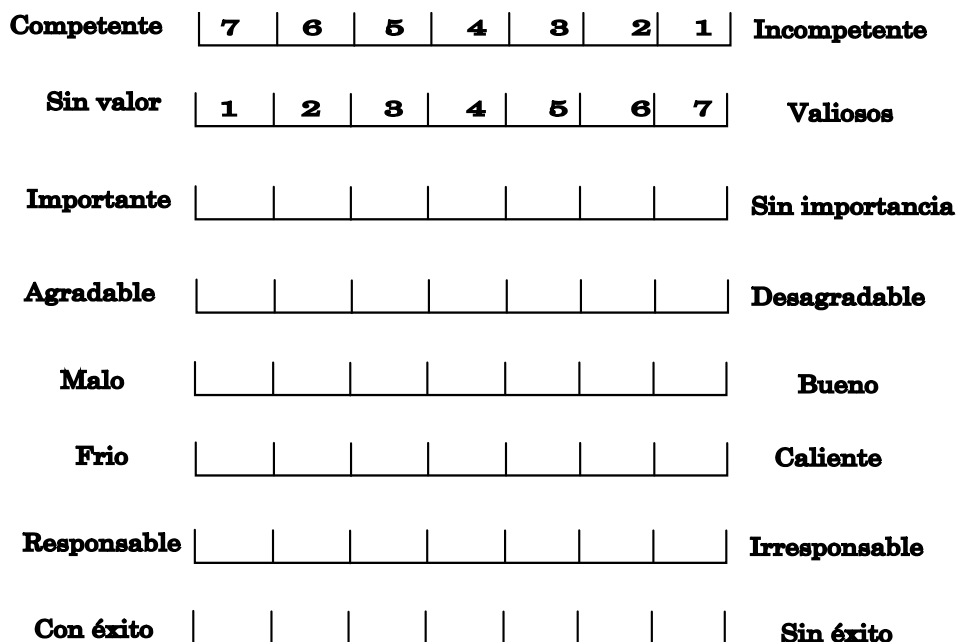 Competente 7 6 5 4 3 2 1 Incompetente
Sin valor 1 2 3 4 5 6 7 Valiosos
Importante Sin importancia
Agradable Desagradable
Malo Bueno
Frio Caliente
Responsable Irresponsable
Con éxito Sin éxito